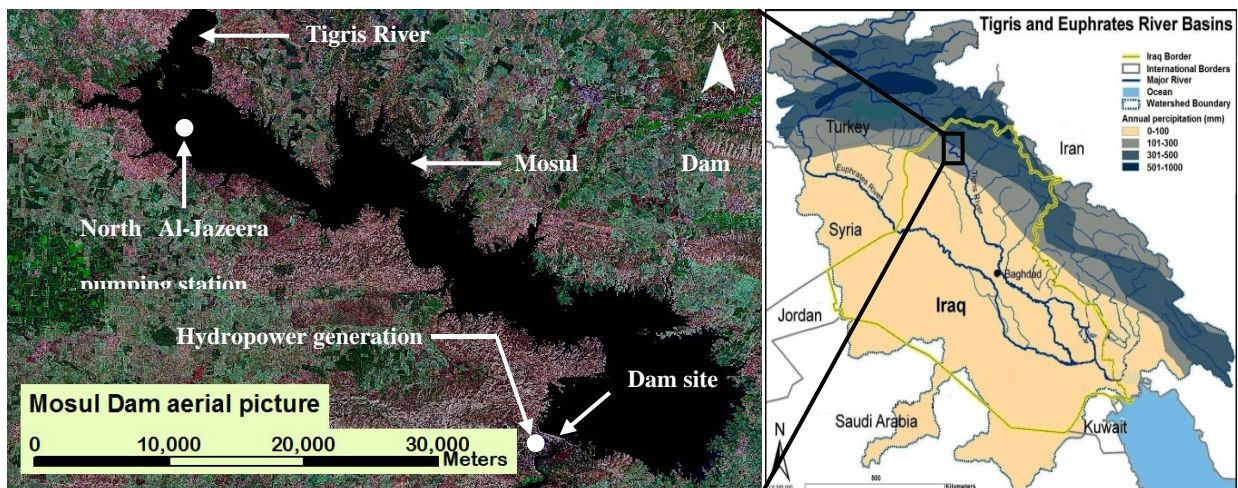 Tigris River
N
Mosul Dam
North Al-Jazeera
pumping station
Hydropower generation
Dam site
Mosul Dam aerial picture
0 10,000 20,000 30,000
Meters
Tigris and Euphrates River Basins
Iraq Border
International Borders
Major River
Ocean
Watershed Boundary
Annual percipitation (mm)
0-100
101-300
301-500
501-1000
Turkey
Iran
Euphrates River
Tigris River
Syria
Baghdad
Iraq
Jordan
Saudi Arabia
Kuwait
N
500
Kilometers